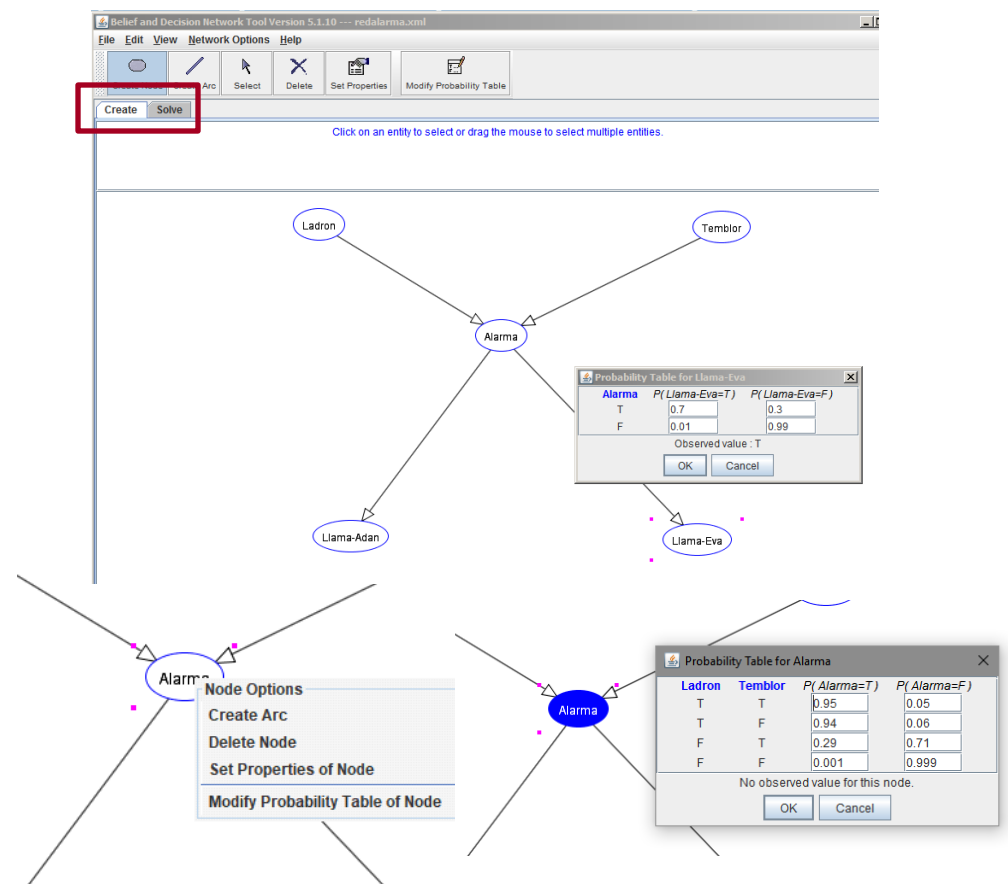 Belief and Decision Network Tool Version 5.1.10 --- redalarma.xml
File Edit View Network Options Help
Create Node Create Arc Select Delete Set Properties Modify Probability Table
Create Solve
Click on an entity to select or drag the mouse to select multiple entities.
Ladron
Temblor
Alarma
Probability Table for Llama-Eva
Alarma P( Llama-Eva=T ) P( Llama-Eva=F )
T 0.7 0.3
F 0.01 0.99
Observed value : T
OK Cancel
Llama-Adan
Llama-Eva
Alarma
Node Options
Create Arc
Delete Node
Set Properties of Node
Modify Probability Table of Node
Alarma
Probability Table for Alarma
Ladron Temblor P( Alarma=T ) P( Alarma=F )
T T 0.95 0.05
T F 0.94 0.06
F T 0.29 0.71
F F 0.001 0.999
No observed value for this node.
OK Cancel